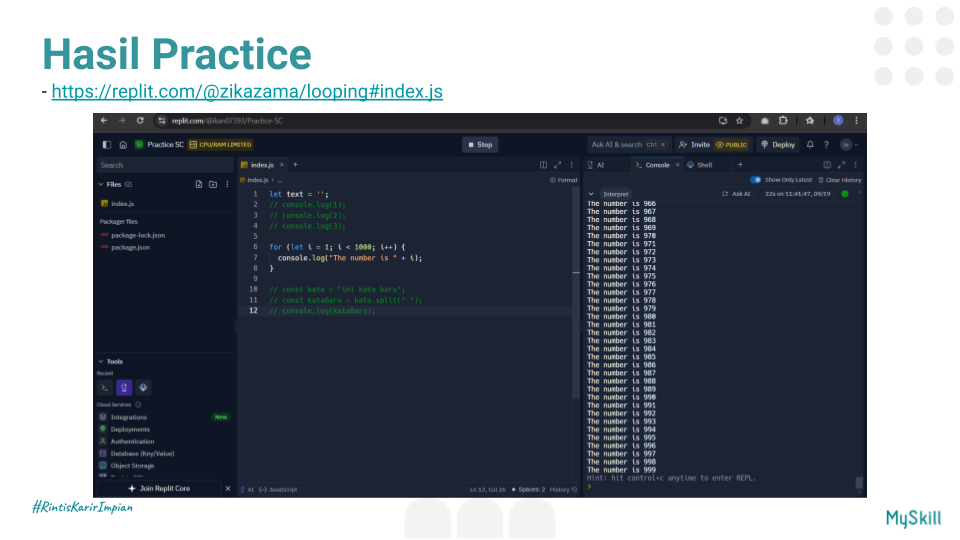 Hasil Practice
- https://replit.com/@zikazama/looping#index.js
replit.com/@ikan07393/Practice-SC
Practice SC CPU/RAM LIMITED
Stop
Ask AI & search Ctrl K
Invite PUBLIC
Deploy
Search
Files
index.js
Packager files
package-lock.json
package.json
Tools
Recent
Cloud Services
Integrations New
Deployments
Authentication
Database (Key/Value)
Object Storage
Join Replit Core
index.js × +
index.js > ...
Format
1 let text = '';
2 // console.log(1);
3 // console.log(2);
4 // console.log(3);
5
6 for (let i = 1; i < 1000; i++) {
7 console.log("The number is " + i);
8 }
9
10 // const kata = "ini kata baru";
11 // const kataBaru = kata.split(" ");
12 // console.log(kataBaru);
AI {..} JavaScript
Ln 12, Col 26 • Spaces: 2 History
AI
Console ×
Shell
+
Show Only Latest Clear History
Interpret
Ask AI 22s on 11:41:47, 09/19
The number is 966
The number is 967
The number is 968
The number is 969
The number is 970
The number is 971
The number is 972
The number is 973
The number is 974
The number is 975
The number is 976
The number is 977
The number is 978
The number is 979
The number is 980
The number is 981
The number is 982
The number is 983
The number is 984
The number is 985
The number is 986
The number is 987
The number is 988
The number is 989
The number is 990
The number is 991
The number is 992
The number is 993
The number is 994
The number is 995
The number is 996
The number is 997
The number is 998
The number is 999
Hint: hit control+c anytime to enter REPL.
>
#RintisKarirImpian
MySkill